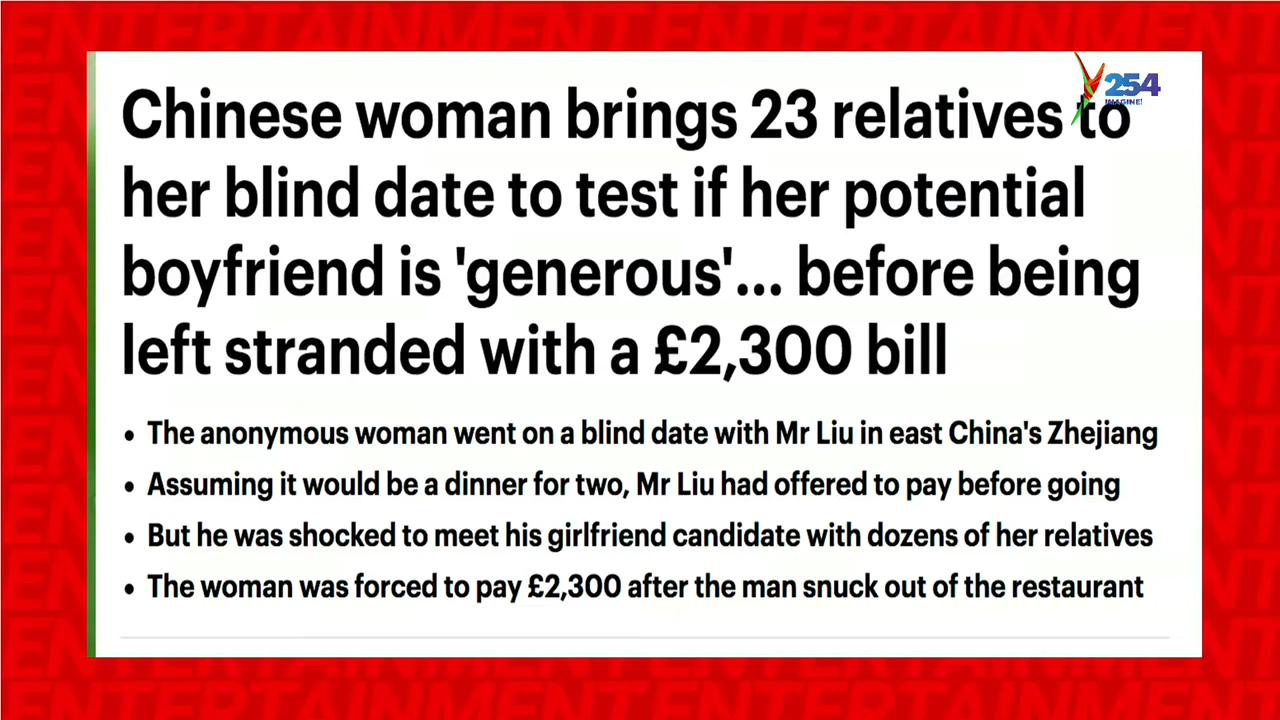 ENTERTAINMENT
Y254
IMAGINE!
Chinese woman brings 23 relatives to
her blind date to test if her potential
boyfriend is 'generous'... before being
left stranded with a £2,300 bill
• The anonymous woman went on a blind date with Mr Liu in east China's Zhejiang
• Assuming it would be a dinner for two, Mr Liu had offered to pay before going
• But he was shocked to meet his girlfriend candidate with dozens of her relatives
• The woman was forced to pay £2,300 after the man snuck out of the restaurant
ENTERTAINMENT